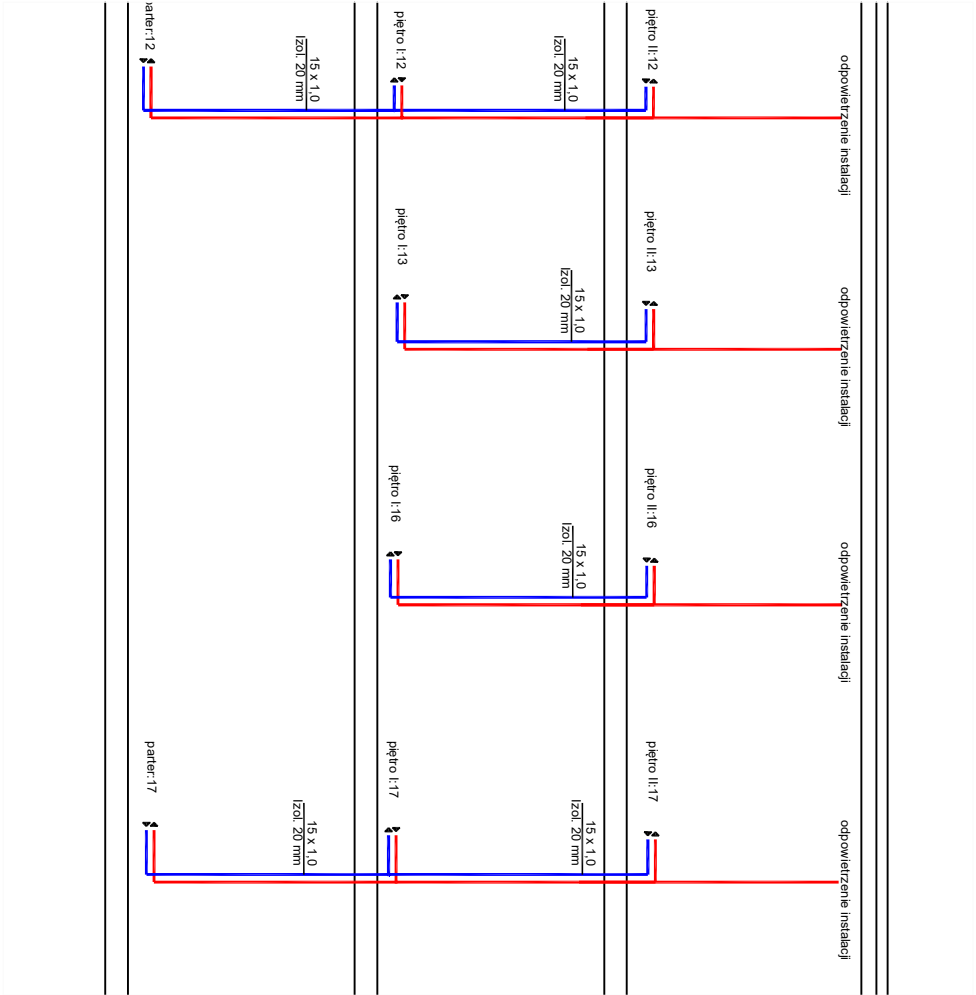 parter:12
15 x 1,0
Izol. 20 mm
piętro I:12
15 x 1,0
Izol. 20 mm
piętro II:12
odpowietrzenie instalacji
piętro I:13
15 x 1,0
Izol. 20 mm
piętro II:13
odpowietrzenie instalacji
piętro I:16
15 x 1,0
Izol. 20 mm
piętro II:16
odpowietrzenie instalacji
parter:17
15 x 1,0
Izol. 20 mm
piętro I:17
15 x 1,0
Izol. 20 mm
piętro II:17
odpowietrzenie instalacji